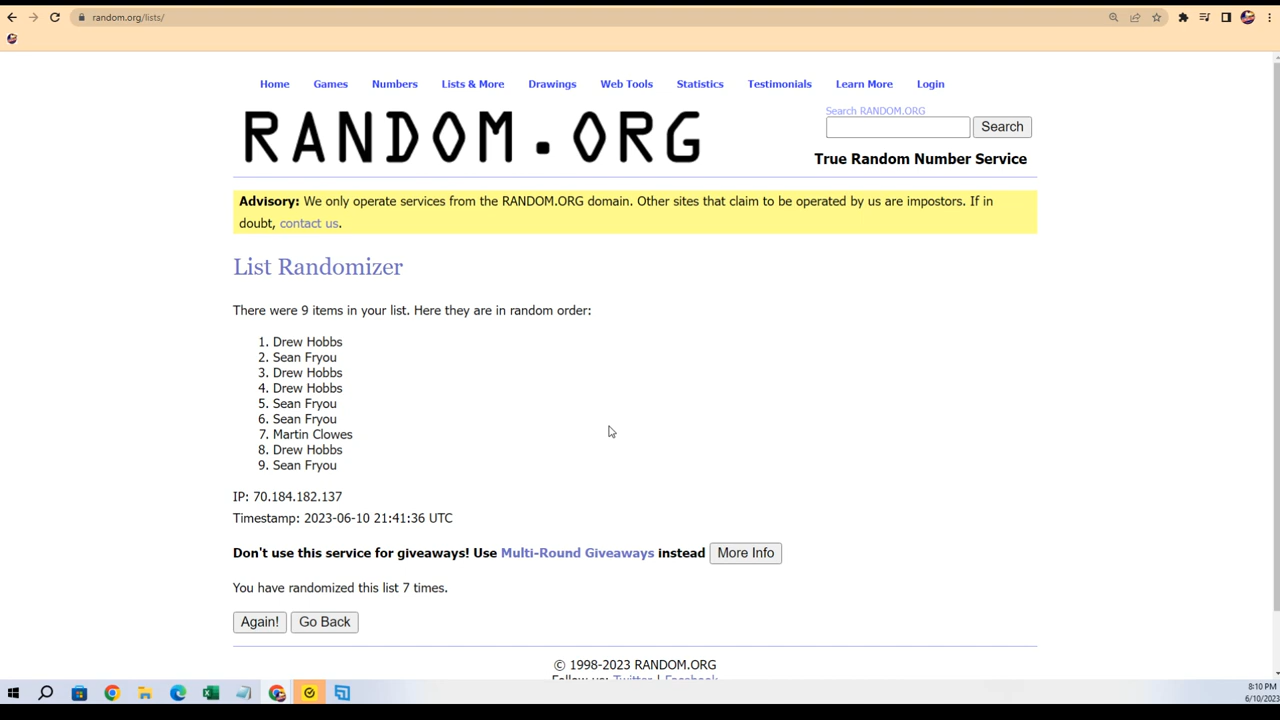 random.org/lists/
Home Games Numbers Lists & More Drawings Web Tools Statistics Testimonials Learn More Login
RANDOM.ORG
Search RANDOM.ORG
Search
True Random Number Service
Advisory: We only operate services from the RANDOM.ORG domain. Other sites that claim to be operated by us are impostors. If in
doubt, contact us.
List Randomizer
There were 9 items in your list. Here they are in random order:
1. Drew Hobbs
2. Sean Fryou
3. Drew Hobbs
4. Drew Hobbs
5. Sean Fryou
6. Sean Fryou
7. Martin Clowes
8. Drew Hobbs
9. Sean Fryou
IP: 70.184.182.137
Timestamp: 2023-06-10 21:41:36 UTC
Don't use this service for giveaways! Use Multi-Round Giveaways instead More Info
You have randomized this list 7 times.
Again! Go Back
© 1998-2023 RANDOM.ORG
Follow us: Twitter | Facebook
8:10 PM
6/10/2023